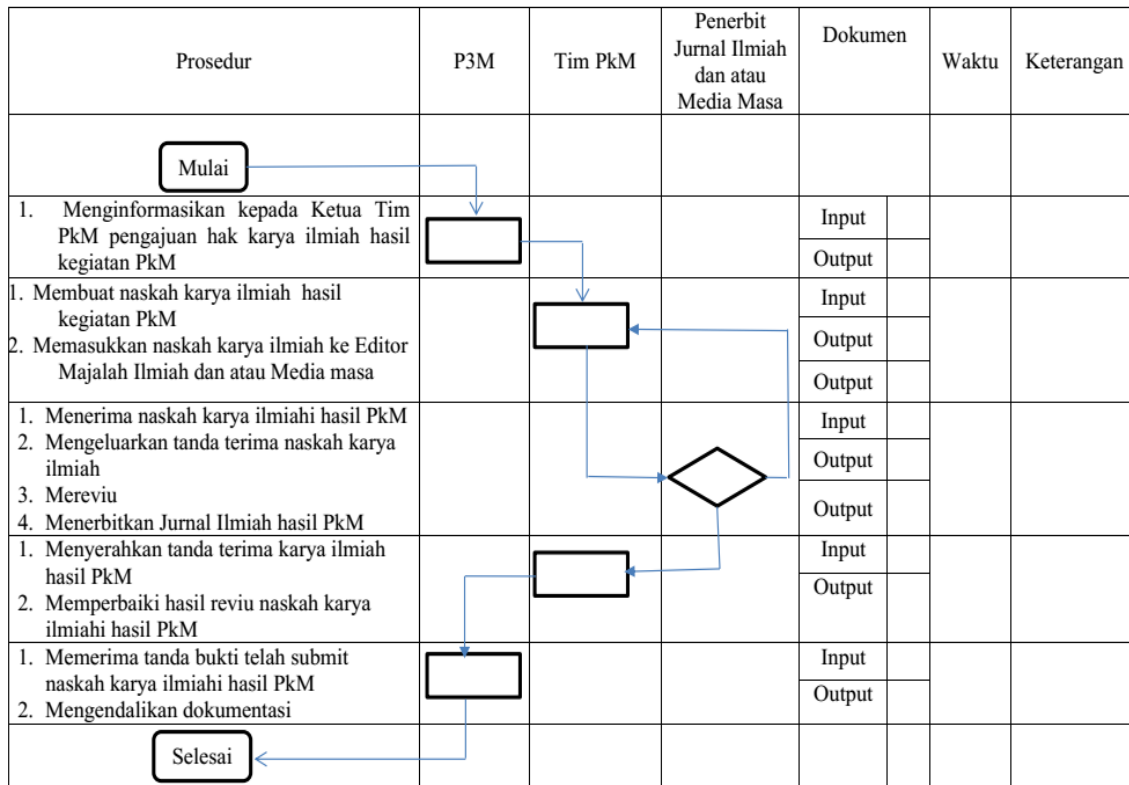 Prosedur
P3M
Tim PkM
Penerbit
Jurnal Ilmiah
dan atau
Media Masa
Dokumen
Waktu
Keterangan
Mulai
1. Menginformasikan kepada Ketua Tim
PkM pengajuan hak karya ilmiah hasil
kegiatan PkM
Input
Output
1. Membuat naskah karya ilmiah hasil
kegiatan PkM
2. Memasukkan naskah karya ilmiah ke Editor
Majalah Ilmiah dan atau Media masa
Input
Output
Output
1. Menerima naskah karya ilmiahi hasil PkM
2. Mengeluarkan tanda terima naskah karya
ilmiah
3. Mereviu
4. Menerbitkan Jurnal Ilmiah hasil PkM
Input
Output
Output
1. Menyerahkan tanda terima karya ilmiah
hasil PkM
2. Memperbaiki hasil reviu naskah karya
ilmiahi hasil PkM
Input
Output
1. Memerima tanda bukti telah submit
naskah karya ilmiahi hasil PkM
2. Mengendalikan dokumentasi
Input
Output
Selesai